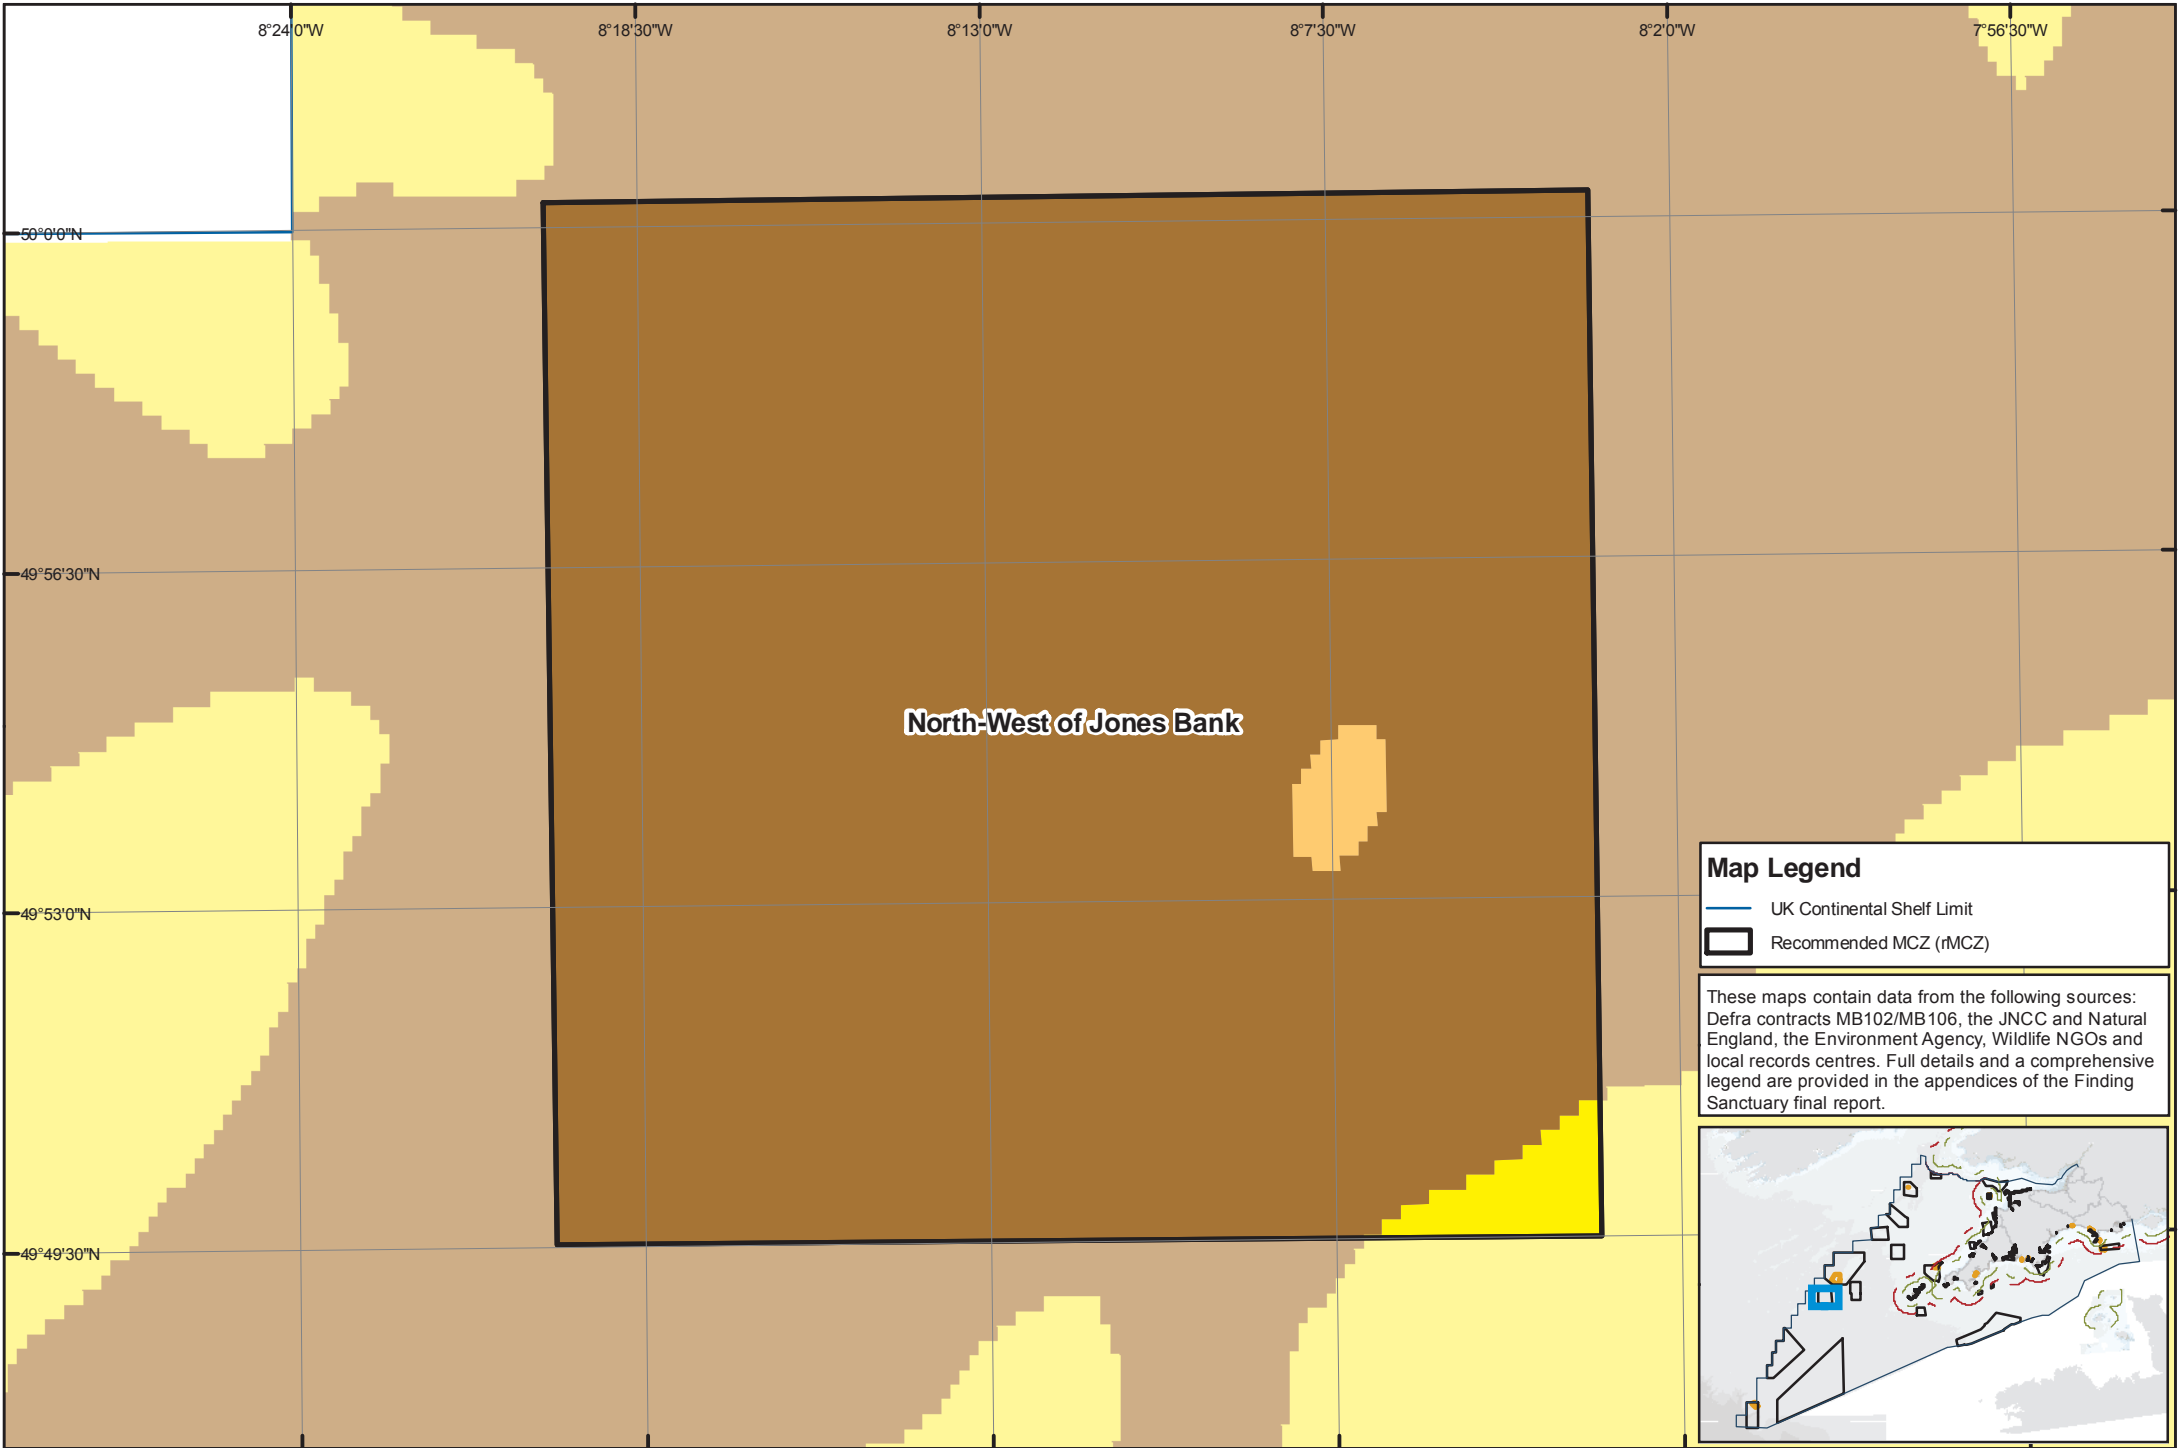 8°24'0"W
8°18'30"W
8°13'0"W
8°7'30"W
8°2'0"W
7°56'30"W
50°0'0"N
49°56'30"N
North-West of Jones Bank
49°53'0"N
49°49'30"N
Map Legend
UK Continental Shelf Limit
Recommended MCZ (rMCZ)
These maps contain data from the following sources:
Defra contracts MB102/MB106, the JNCC and Natural
England, the Environment Agency, Wildlife NGOs and
local records centres. Full details and a comprehensive
legend are provided in the appendices of the Finding
Sanctuary final report.